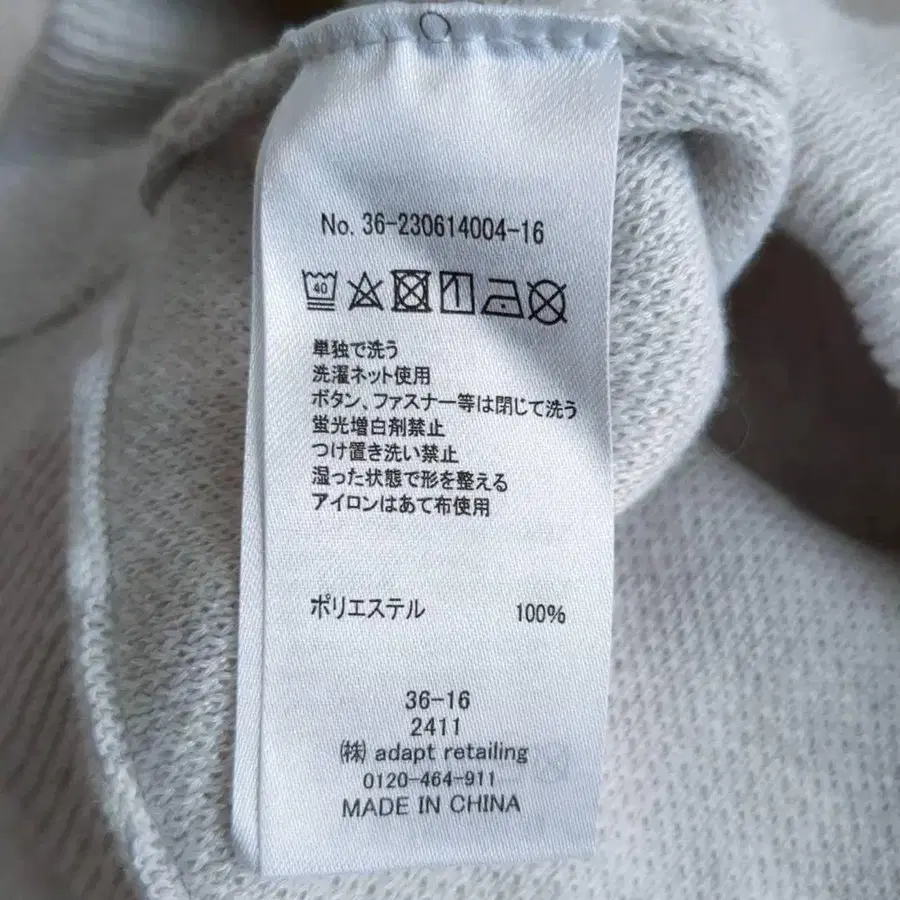 No. 36-230614004-16
40
単独で洗う
洗濯ネット使用
ボタン、ファスナー等は閉じて洗う
蛍光増白剤禁止
つけ置き洗い禁止
湿った状態で形を整える
アイロンはあて布使用
ポリエステル 100%
36-16
2411
㈱ adapt retailing
0120-464-911
MADE IN CHINA